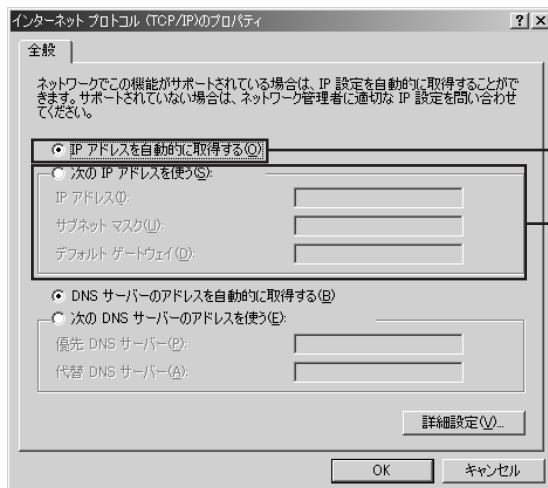 インターネット プロトコル (TCP/IP)のプロパティ
全般
ネットワークでこの機能がサポートされている場合は、IP 設定を自動的に取得することがで
きます。サポートされていない場合は、ネットワーク管理者に適切な IP 設定を問い合わせ
てください。
IP アドレスを自動的に取得する(O)
次の IP アドレスを使う(S):
IP アドレス(I):
サブネット マスク(U):
デフォルト ゲートウェイ(D):
DNS サーバーのアドレスを自動的に取得する(B)
次の DNS サーバーのアドレスを使う(E):
優先 DNS サーバー(P):
代替 DNS サーバー(A):
詳細設定(V)...
OK
キャンセル